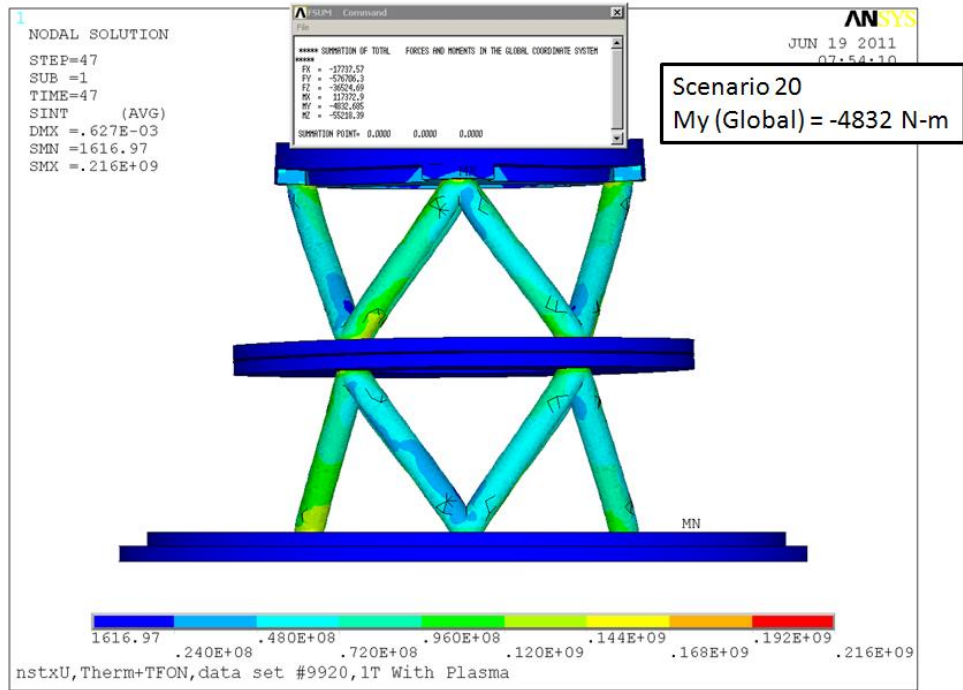 1
NODAL SOLUTION
STEP=47
SUB =1
TIME=47
SINT (AVG)
DMX =.627E-03
SMN =1616.97
SMX =.216E+09
FSUM Command
File
***** SUMMATION OF TOTAL FORCES AND MOMENTS IN THE GLOBAL COORDINATE SYSTEM
*****
FX = -17737.57
FY = -576706.3
FZ = -36524.69
MX = 117372.9
MY = -4832.685
MZ = -55218.39
SUMMATION POINT= 0.0000 0.0000 0.0000
ANSYS
JUN 19 2011
07:54:10
Scenario 20
My (Global) = -4832 N-m
MN
1616.97 .480E+08 .960E+08 .144E+09 .192E+09
.240E+08 .720E+08 .120E+09 .168E+09 .216E+09
nstxU,Therm+TFON,data set #9920,1T With Plasma